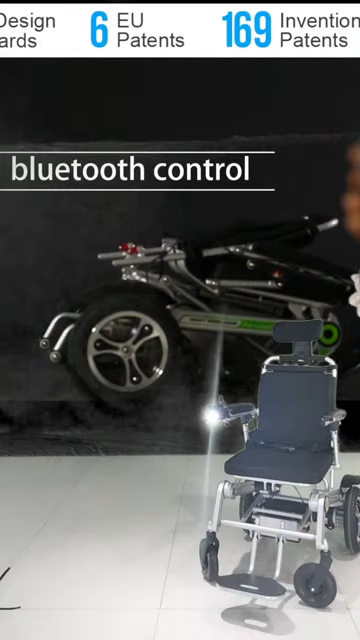 Design 6 EU 169 Invention
ards Patents Patents
bluetooth control